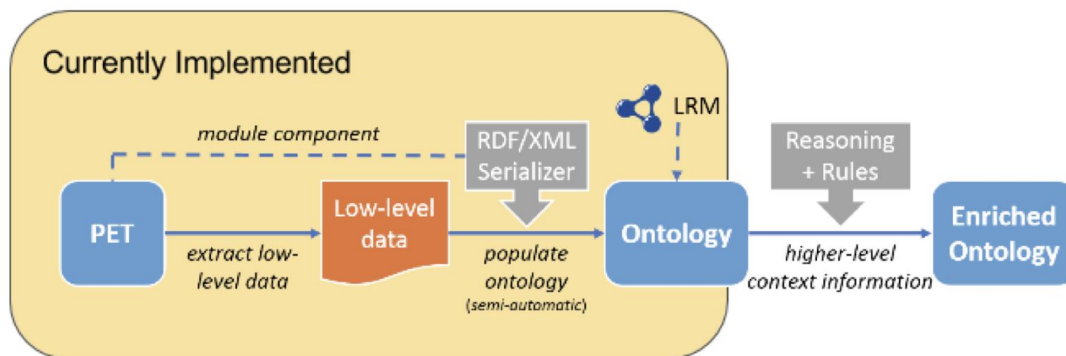 Currently Implemented
LRM
module component
RDF/XML
Serializer
Reasoning
+ Rules
PET
Low-level
data
Ontology
Enriched
Ontology
extract low-
level data
populate
ontology
(semi-automatic)
higher-level
context information